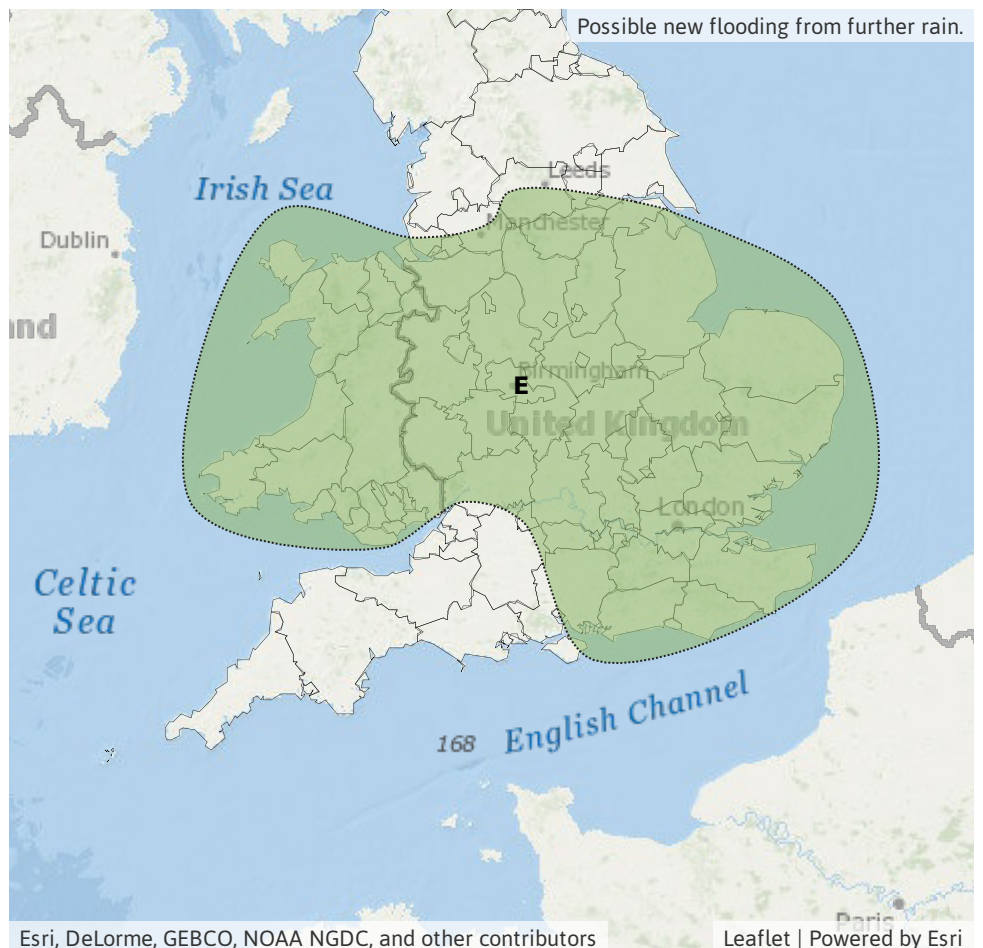 Possible new flooding from further rain.
Leeds
Irish Sea
Manchester
Dublin
nd
Birmingham
E
United Kingdom
London
Celtic
Sea
English Channel
168
Paris
Esri, DeLorme, GEBCO, NOAA NGDC, and other contributors
Leaflet | Powered by Esri